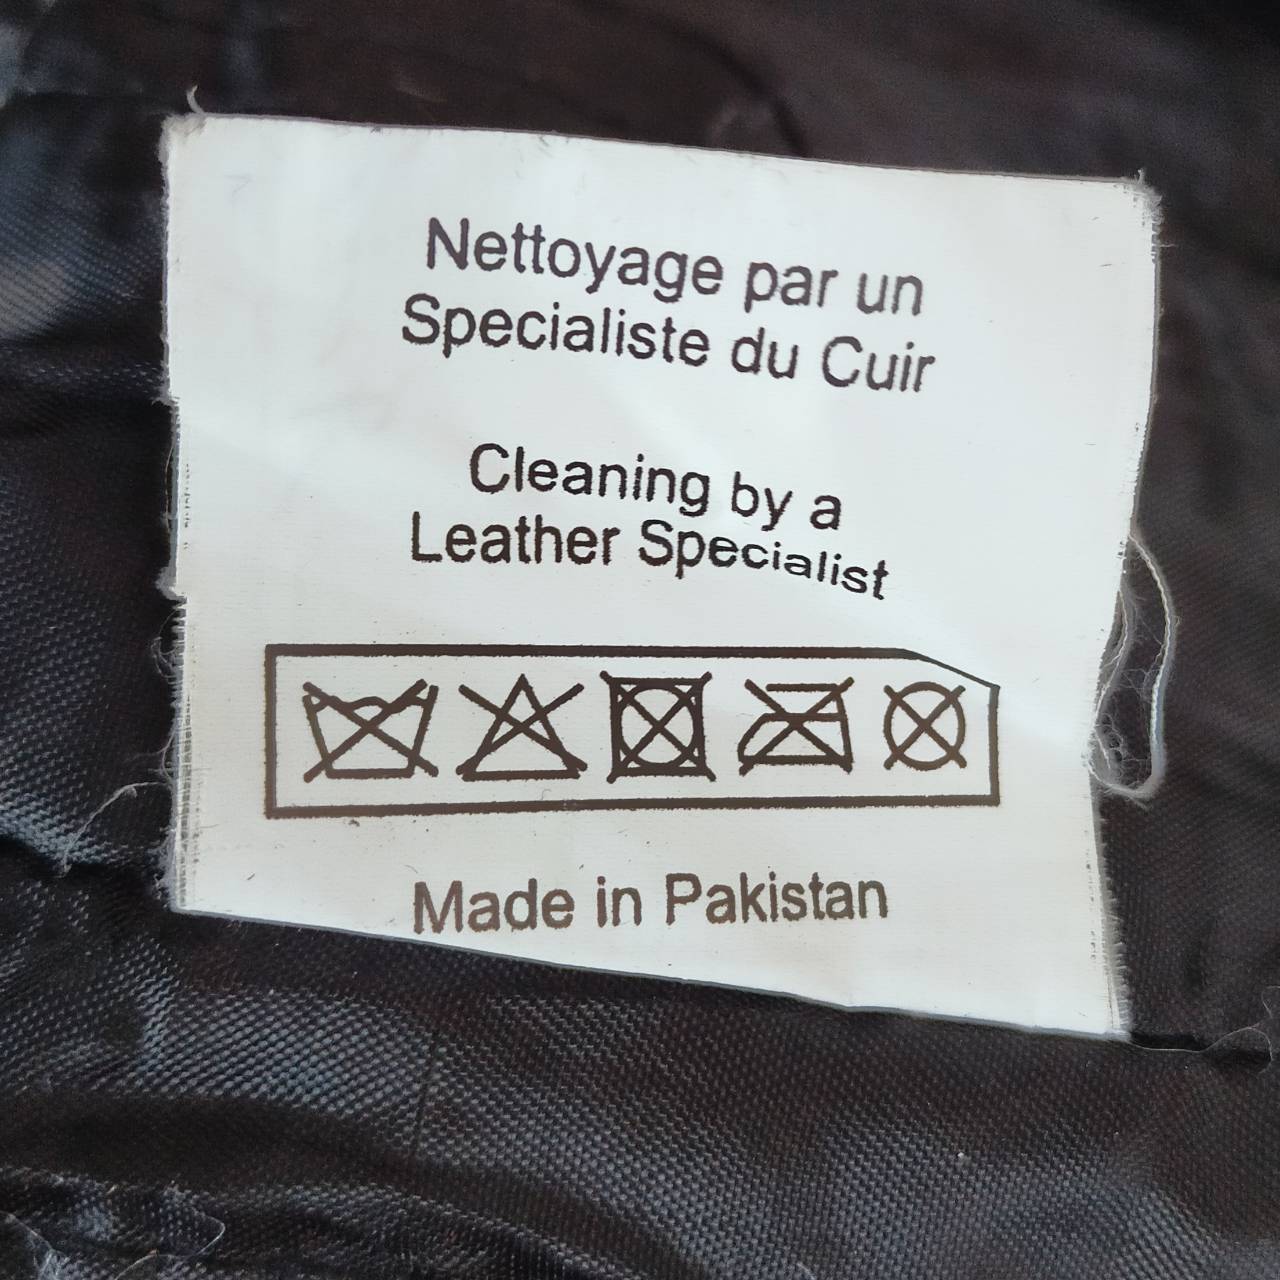 Nettoyage par un
Specialiste du Cuir
Cleaning by a
Leather Specialist
Made in Pakistan